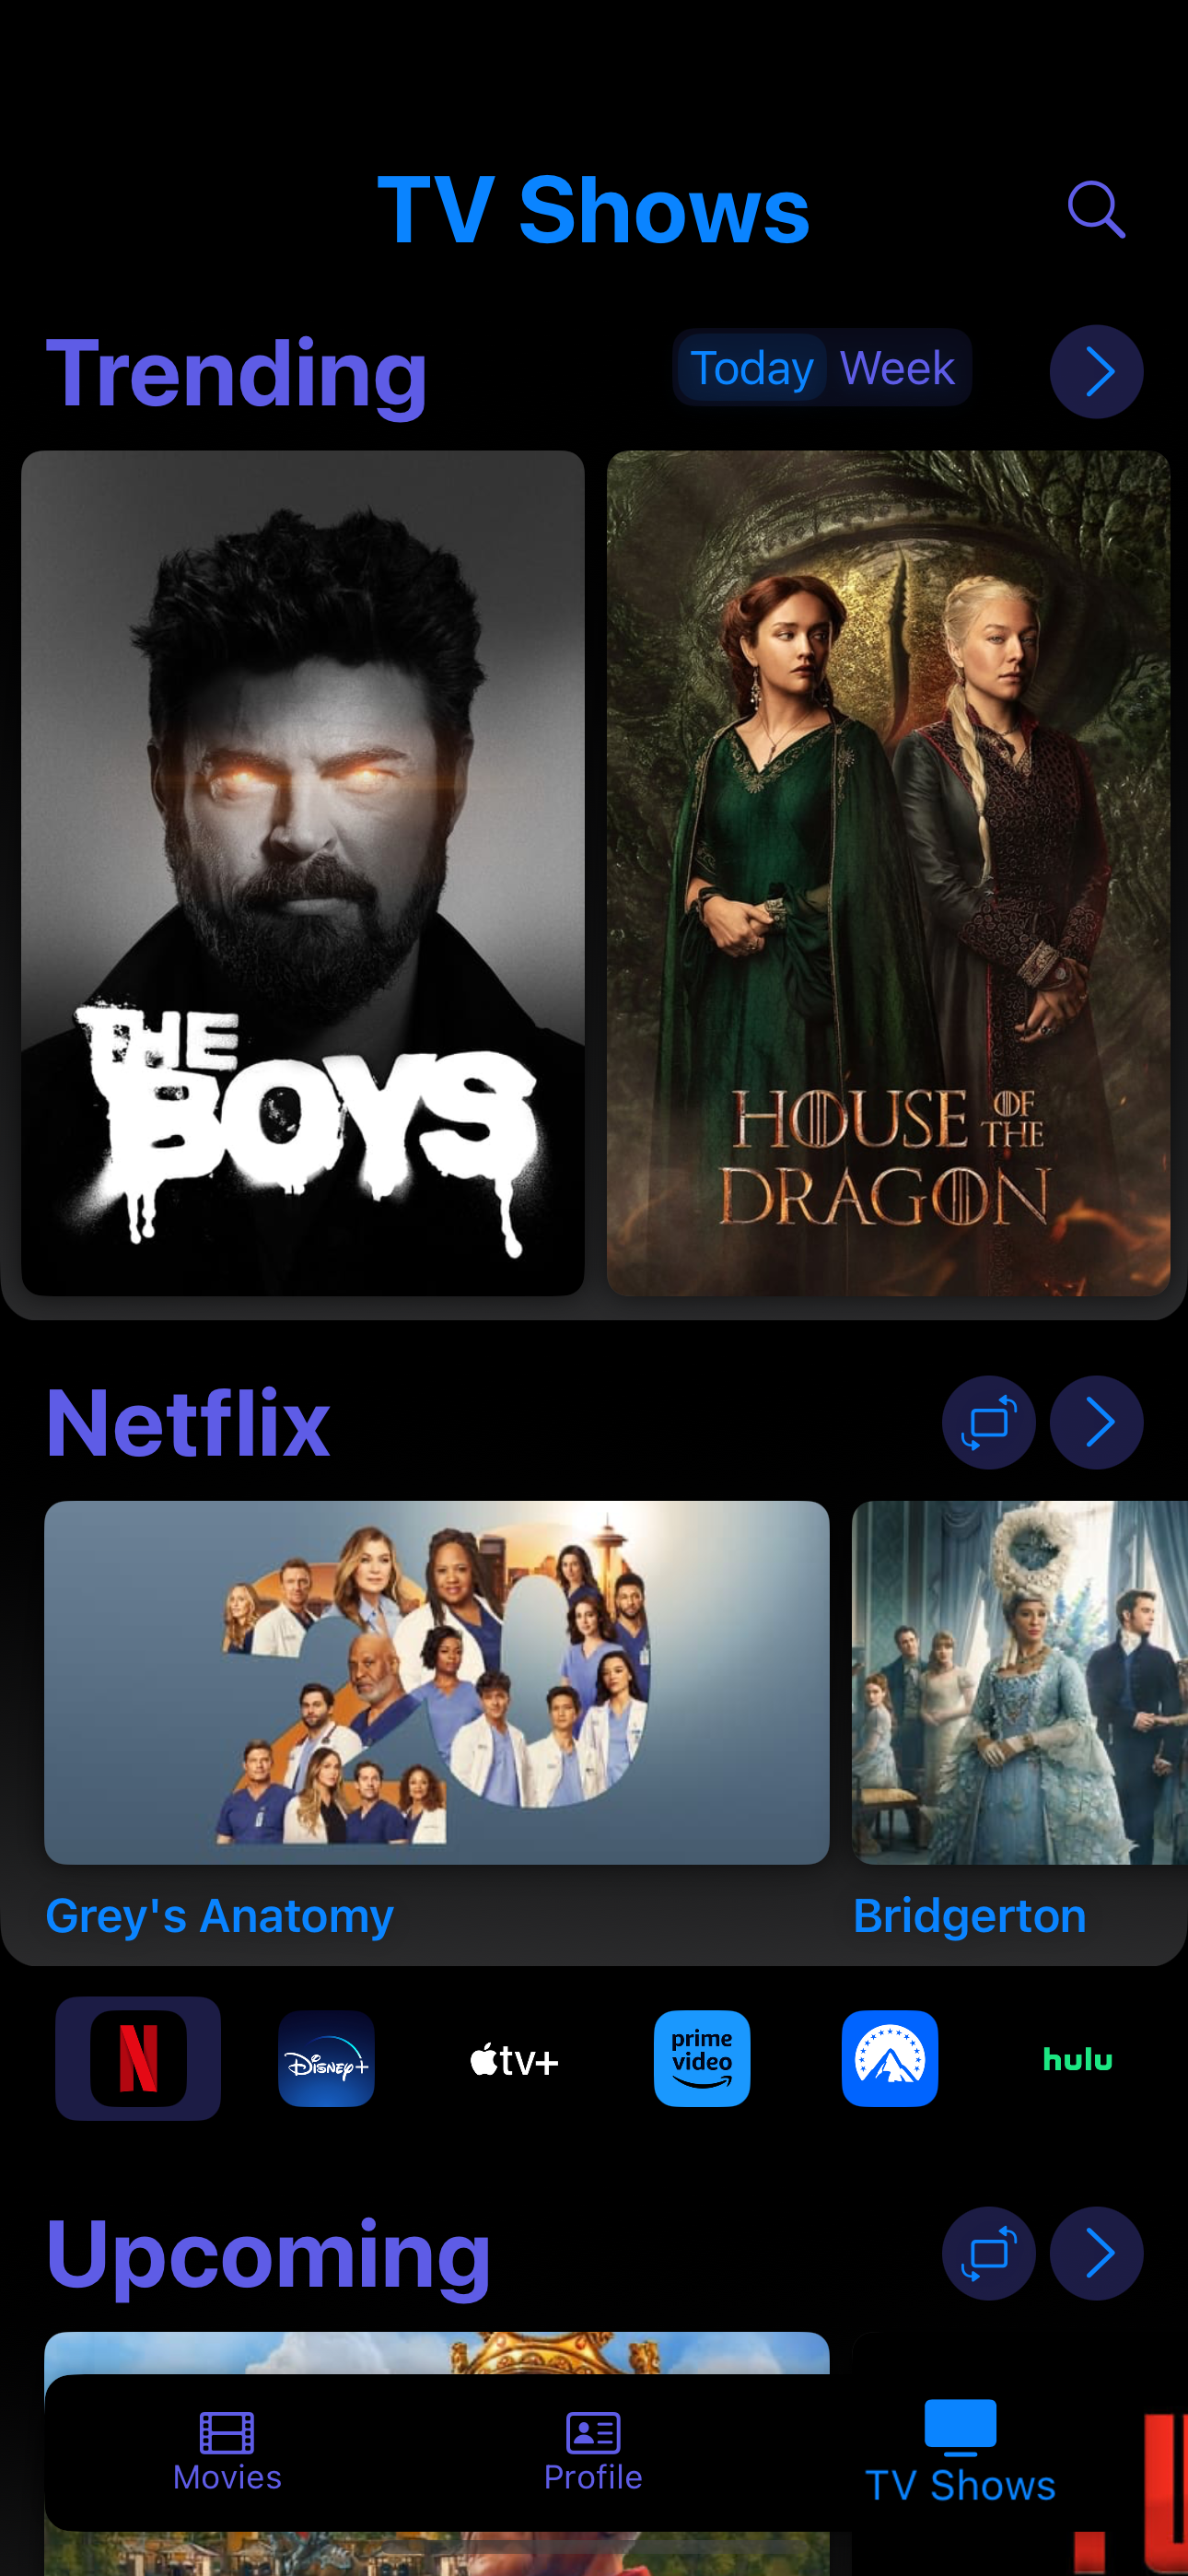 TV Shows
Trending
Today Week
THE
BOYS
HOUSE OF THE
DRAGON
Netflix
20
Grey's Anatomy
Bridgerton
N
Disney+
tv+
prime video
hulu
Upcoming
Movies
Profile
TV Shows